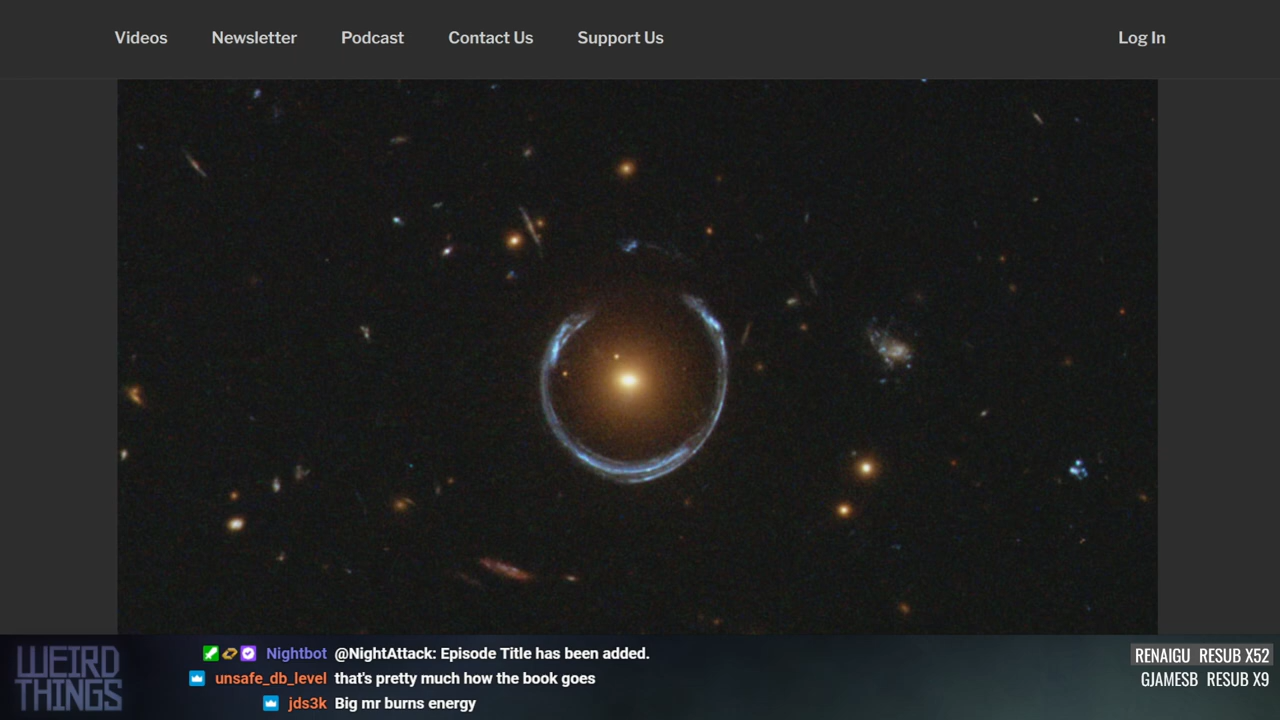 Videos Newsletter Podcast Contact Us Support Us Log In
Nightbot @NightAttack: Episode Title has been added.
unsafe_db_level that's pretty much how the book goes
jds3k Big mr burns energy
WEIRD
THINGS
RENAIGU RESUB X52
GJAMESB RESUB X9